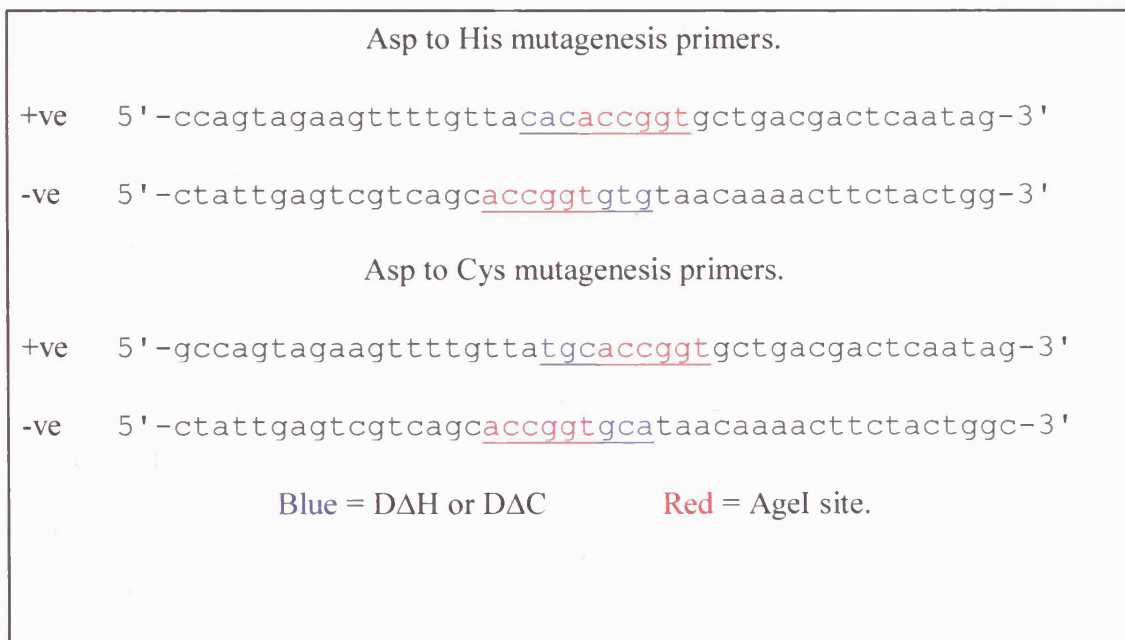 Asp to His mutagenesis primers.
+ve 5'-ccagtagaagttttgttacacaccggtgctgacgactcaatag-3'
-ve 5'-ctattgagtcgtcagcaccggtgtgtaacaaaacttctactgg-3'
Asp to Cys mutagenesis primers.
+ve 5'-gccagtagaagttttgttatgcaccggtgctgacgactcaatag-3'
-ve 5'-ctattgagtcgtcagcaccggtgcataacaaaacttctactggc-3'
Blue = DΔH or DΔC Red = AgeI site.